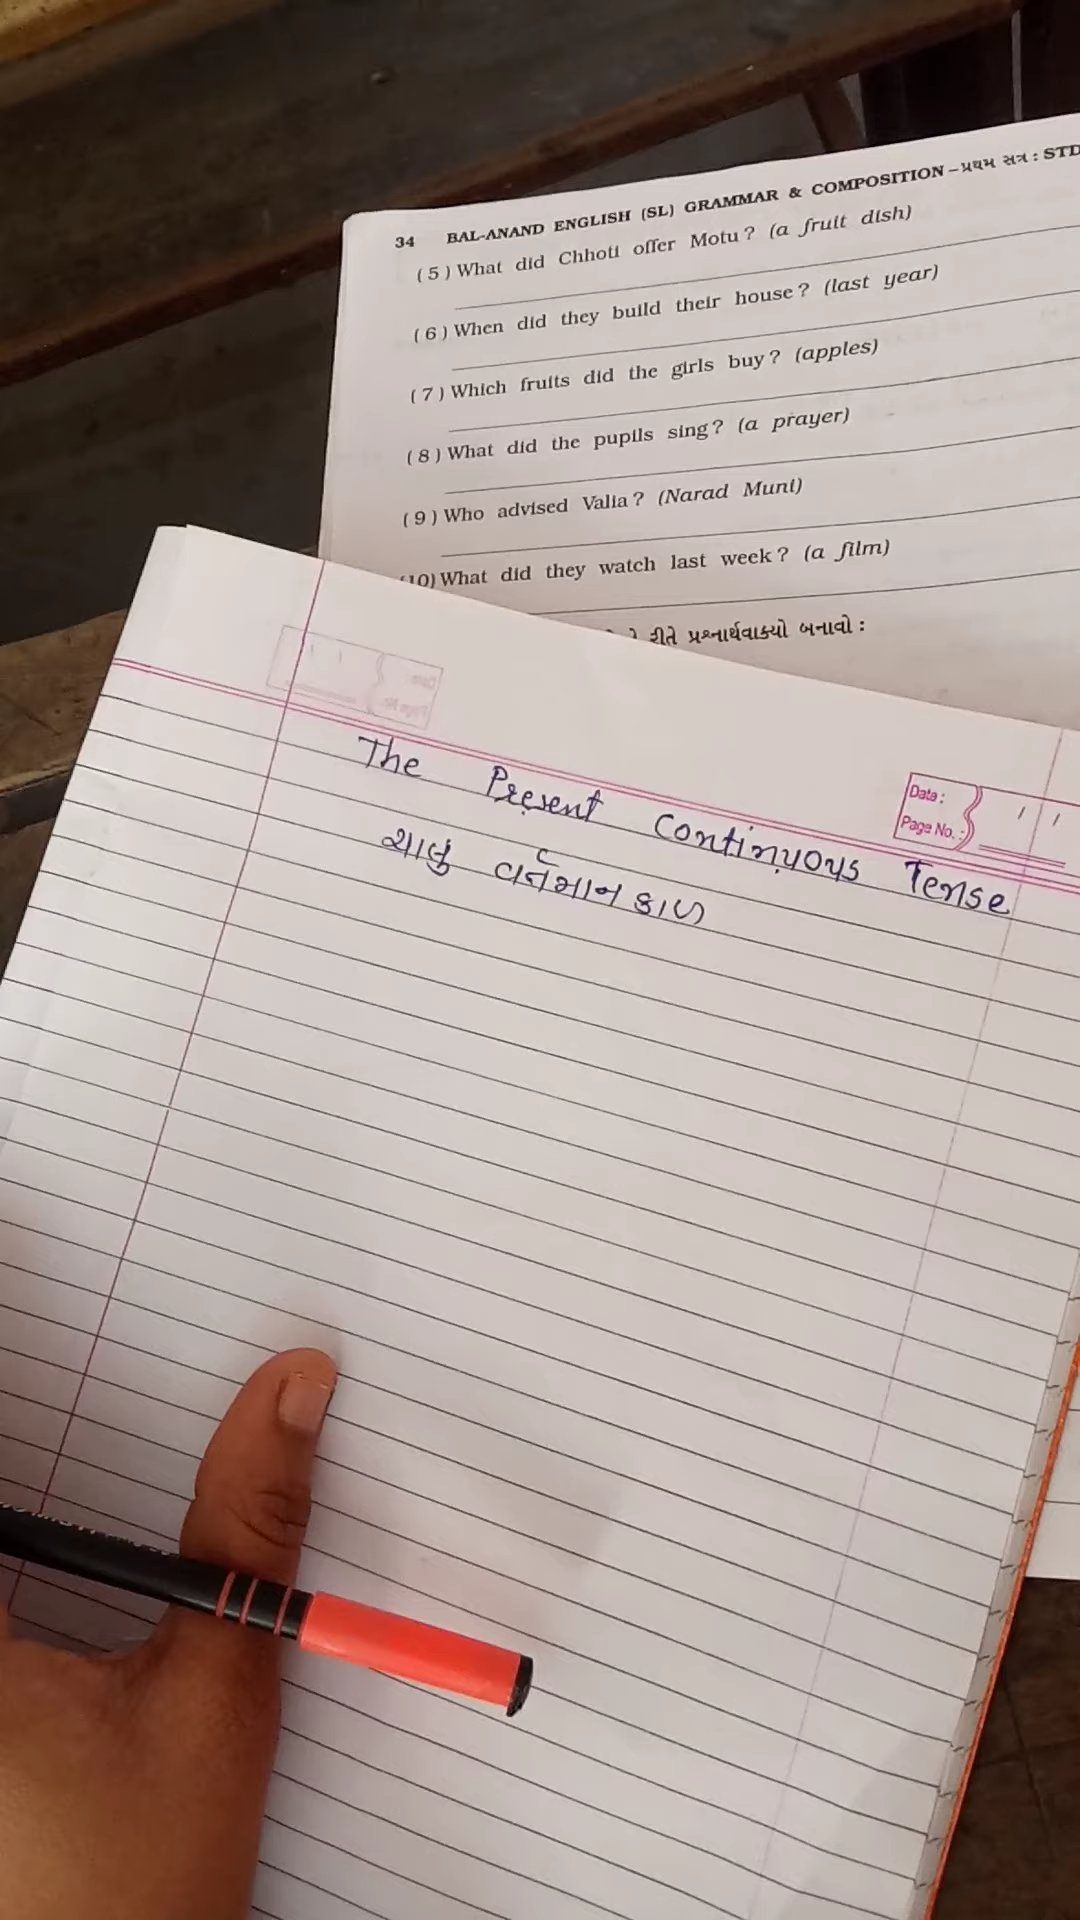 34 BAL-ANAND ENGLISH (SL) GRAMMAR & COMPOSITION – પ્રથમ સત્ર : STD
(5) What did Chhoti offer Motu? (a fruit dish)
(6) When did they build their house? (last year)
(7) Which fruits did the girls buy? (apples)
(8) What did the pupils sing? (a prayer)
(9) Who advised Valia? (Narad Muni)
(10) What did they watch last week? (a film)
રીતે પ્રશ્નાર્થવાક્યો બનાવો :
Date :
Page No. :
The Present Continuous Tense
ચાલુ વર્તમાન કાળ